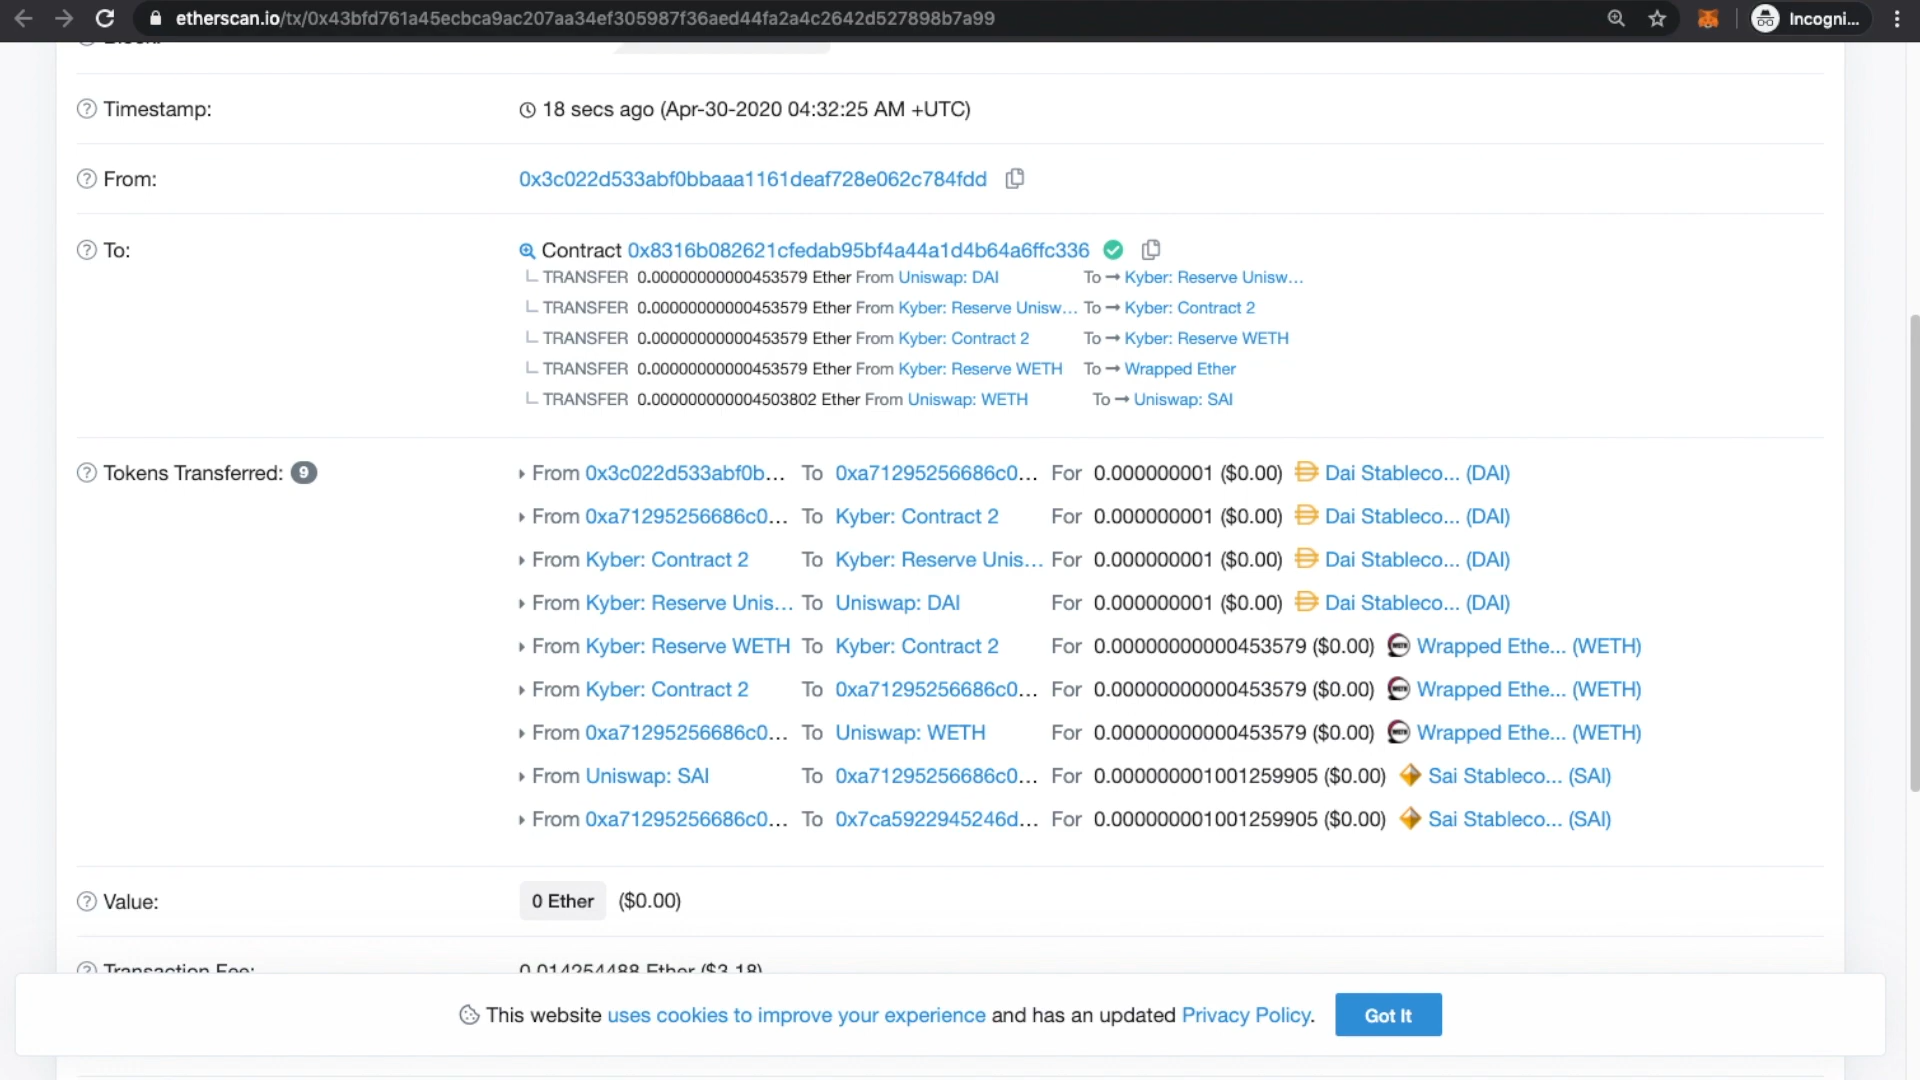 etherscan.io/tx/0x43bfd761a45ecbca9ac207aa34ef305987f36aed44fa2a4c2642d527898b7a99
Incogni...
Timestamp: 18 secs ago (Apr-30-2020 04:32:25 AM +UTC)
From: 0x3c022d533abf0bbaaa1161deaf728e062c784fdd
To: Contract 0x8316b082621cfedab95bf4a44a1d4b64a6ffc336
TRANSFER 0.00000000000453579 Ether From Uniswap: DAI To → Kyber: Reserve Unisw...
TRANSFER 0.00000000000453579 Ether From Kyber: Reserve Unisw... To → Kyber: Contract 2
TRANSFER 0.00000000000453579 Ether From Kyber: Contract 2 To → Kyber: Reserve WETH
TRANSFER 0.00000000000453579 Ether From Kyber: Reserve WETH To → Wrapped Ether
TRANSFER 0.000000000004503802 Ether From Uniswap: WETH To → Uniswap: SAI
Tokens Transferred: 9
From 0x3c022d533abf0b... To 0xa71295256686c0... For 0.000000001 ($0.00) Dai Stableco... (DAI)
From 0xa71295256686c0... To Kyber: Contract 2 For 0.000000001 ($0.00) Dai Stableco... (DAI)
From Kyber: Contract 2 To Kyber: Reserve Unis... For 0.000000001 ($0.00) Dai Stableco... (DAI)
From Kyber: Reserve Unis... To Uniswap: DAI For 0.000000001 ($0.00) Dai Stableco... (DAI)
From Kyber: Reserve WETH To Kyber: Contract 2 For 0.00000000000453579 ($0.00) Wrapped Ethe... (WETH)
From Kyber: Contract 2 To 0xa71295256686c0... For 0.00000000000453579 ($0.00) Wrapped Ethe... (WETH)
From 0xa71295256686c0... To Uniswap: WETH For 0.00000000000453579 ($0.00) Wrapped Ethe... (WETH)
From Uniswap: SAI To 0xa71295256686c0... For 0.000000001001259905 ($0.00) Sai Stableco... (SAI)
From 0xa71295256686c0... To 0x7ca5922945246d... For 0.000000001001259905 ($0.00) Sai Stableco... (SAI)
Value: 0 Ether ($0.00)
Transaction Fee: 0.014254488 Ether ($3.18)
This website uses cookies to improve your experience and has an updated Privacy Policy. Got It